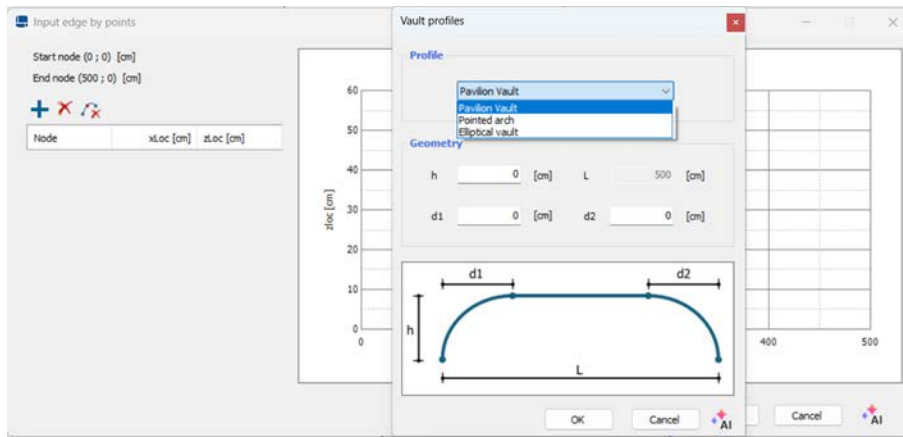 Input edge by points
Start node (0 ; 0) [cm]
End node (500 ; 0) [cm]
Node xLoc [cm] zLoc [cm]
zloc [cm]
60
50
40
30
20
10
0
0
400
500
Cancel
AI
Vault profiles
Profile
Pavilion Vault
Pavilion Vault
Pointed arch
Elliptical vault
Geometry
h 0 [cm] L 500 [cm]
d1 0 [cm] d2 0 [cm]
d1 d2
h
L
OK Cancel AI